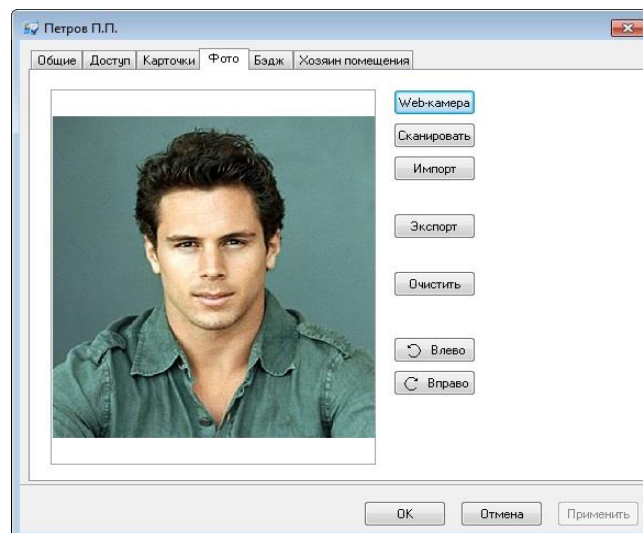 Петров П.П.
Общие Доступ Карточки Фото Бэдж Хозяин помещения
Web-камера
Сканировать
Импорт
Экспорт
Очистить
Влево
Вправо
OK Отмена Применить